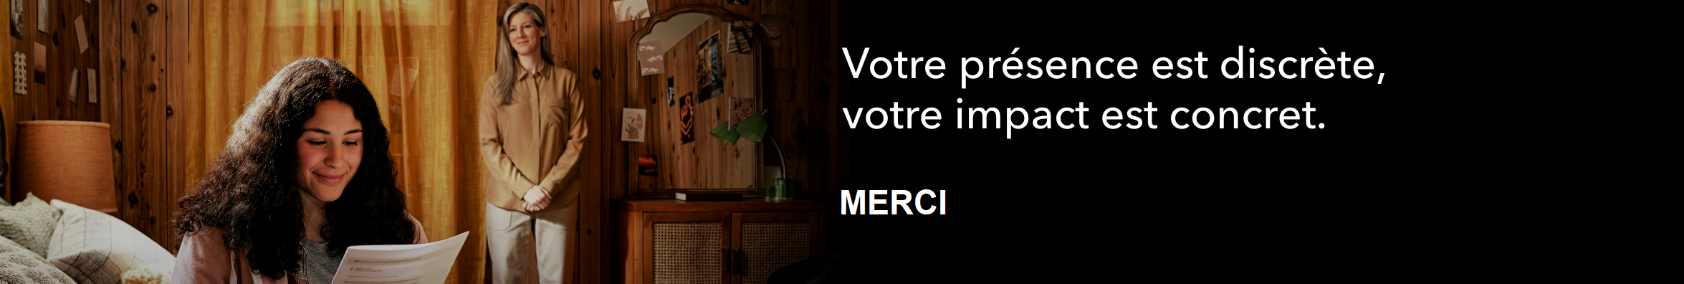 Votre présence est discrète,
votre impact est concret.
MERCI